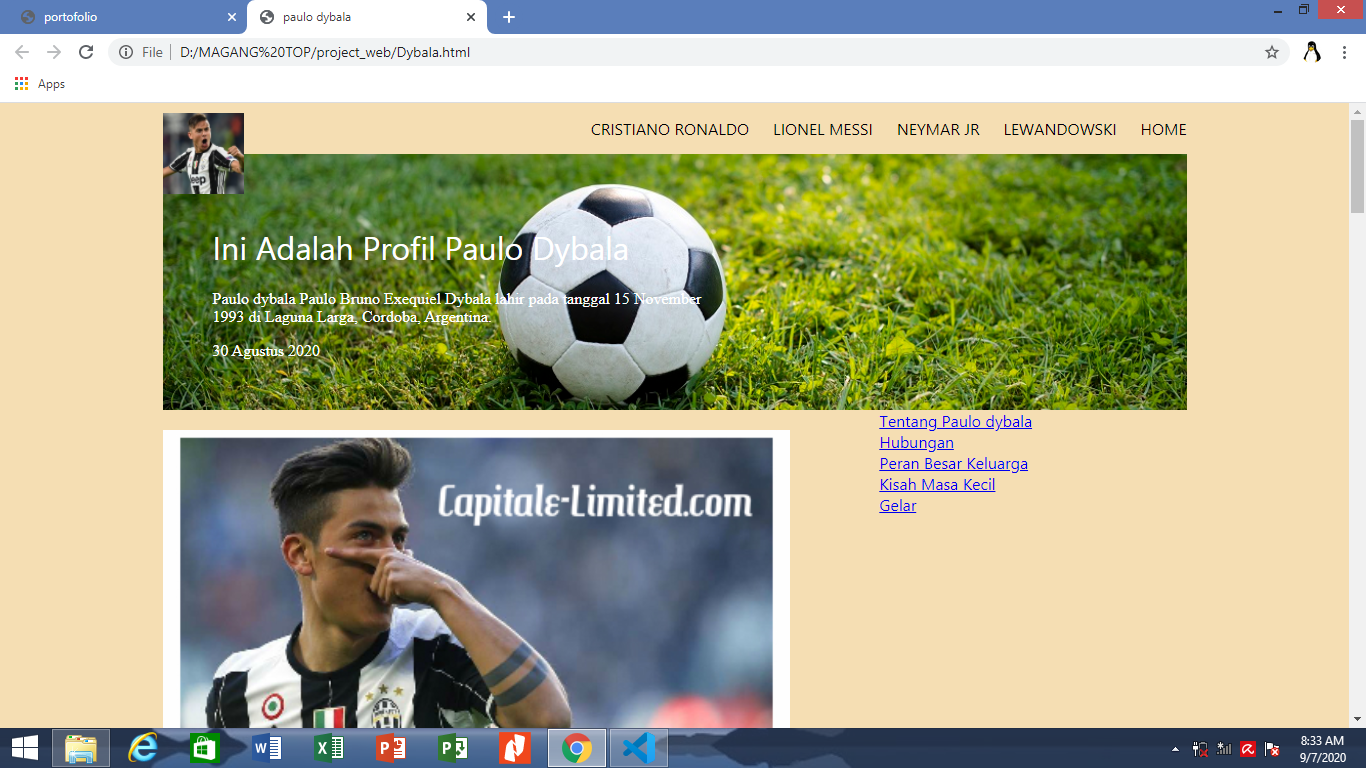 portofolio
paulo dybala
File
D:/MAGANG%20TOP/project_web/Dybala.html
Apps
CRISTIANO RONALDO LIONEL MESSI NEYMAR JR LEWANDOWSKI HOME
Jeep
Ini Adalah Profil Paulo Dybala
Paulo dybala Paulo Bruno Exequiel Dybala lahir pada tanggal 15 November
1993 di Laguna Larga, Cordoba, Argentina.
30 Agustus 2020
Tentang Paulo dybala
Hubungan
Peran Besar Keluarga
Kisah Masa Kecil
Gelar
Capitale-Limited.com
8:33 AM
9/7/2020